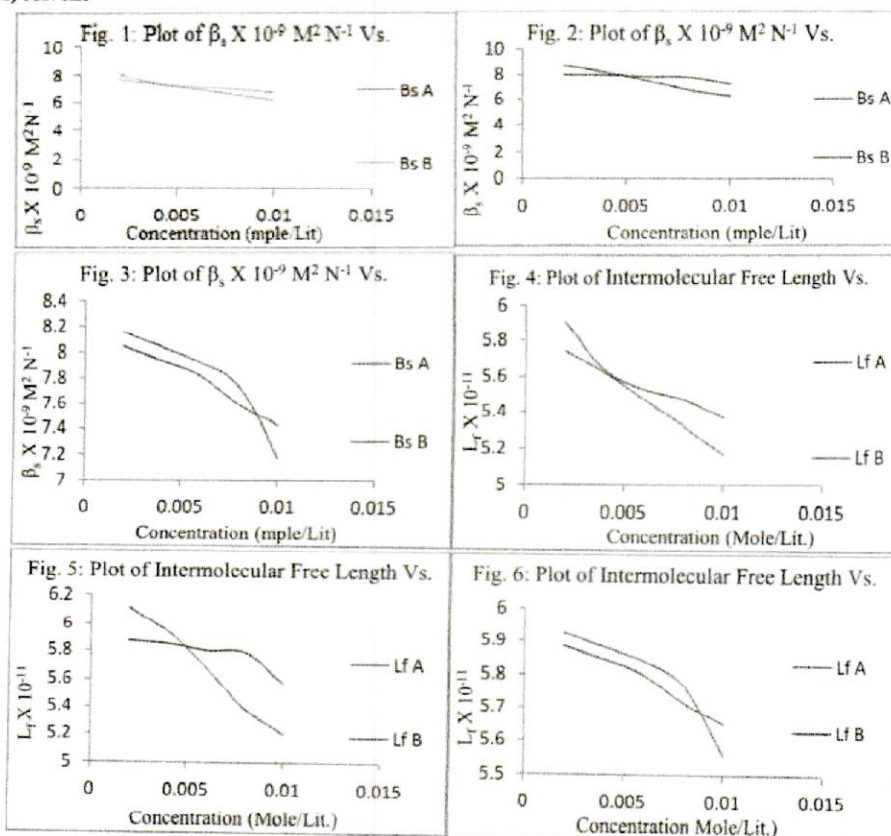 Fig. 1: Plot of βs X 10-9 M2 N-1 Vs.
βs X 10-9 M2 N-1
10
8
6
4
2
0
0
0.005
0.01
0.015
Concentration (mple/Lit)
Bs A
Bs B
Fig. 2: Plot of βs X 10-9 M2 N-1 Vs.
βs X 10-9 M2 N-1
10
8
6
4
2
0
0
0.005
0.01
0.015
Concentration (mple/Lit)
Bs A
Bs B
Fig. 3: Plot of βs X 10-9 M2 N-1 Vs.
βs X 10-9 M2 N-1
8.4
8.2
8
7.8
7.6
7.4
7.2
7
0
0.005
0.01
0.015
Concentration (mple/Lit)
Bs A
Bs B
Fig. 4: Plot of Intermolecular Free Length Vs.
Lf X 10-11
6
5.8
5.6
5.4
5.2
5
0
0.005
0.01
0.015
Concentration (Mole/Lit.)
Lf A
Lf B
Fig. 5: Plot of Intermolecular Free Length Vs.
Lf X 10-11
6.2
6
5.8
5.6
5.4
5.2
5
0
0.005
0.01
0.015
Concentration (Mole/Lit.)
Lf A
Lf B
Fig. 6: Plot of Intermolecular Free Length Vs.
Lf X 10-11
6
5.9
5.8
5.7
5.6
5.5
0
0.005
0.01
0.015
Concentration Mole/Lit.)
Lf A
Lf B